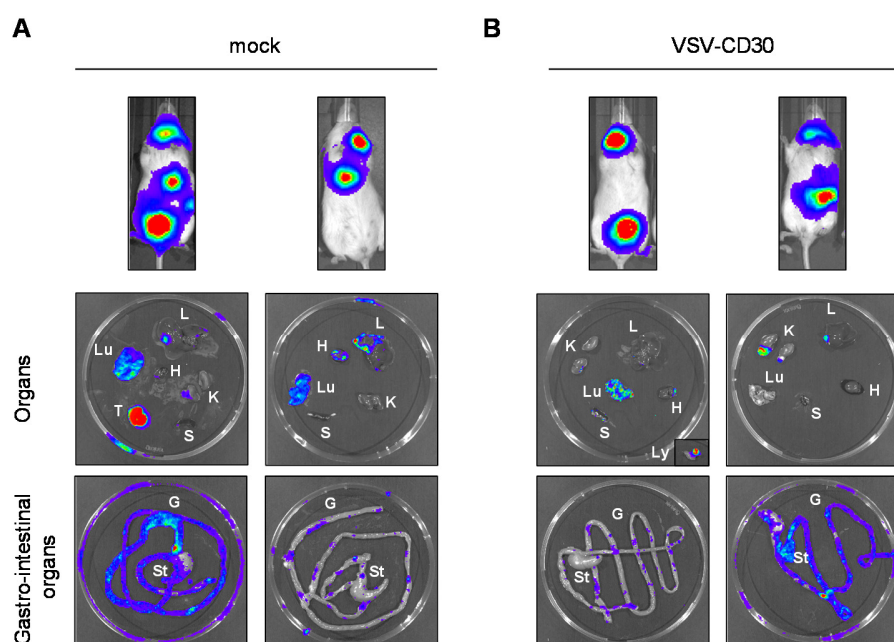 A
B
mock
VSV-CD30
Organs
L
Lu
H
K
T
S
L
H
Lu
K
S
K
L
Lu
H
S
Ly
K
L
Lu
H
S
Gastro-intestinal
organs
G
St
G
St
G
St
G
St